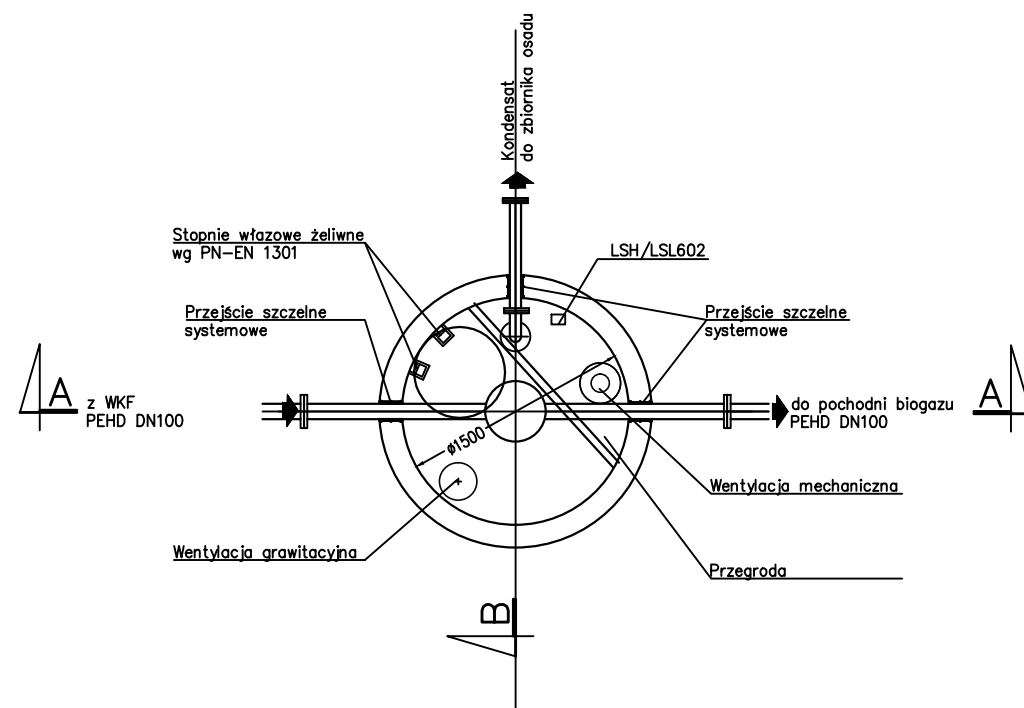 Kondensat
do zbiornika osadu
Stopnie włazowe żeliwne
wg PN-EN 1301
LSH/LSL602
Przejście szczelne
systemowe
Przejście szczelne
systemowe
A
z WKF
PEHD DN100
do pochodni biogazu
PEHD DN100
A
ø1500
Wentylacja mechaniczna
Wentylacja grawitacyjna
Przegroda
B